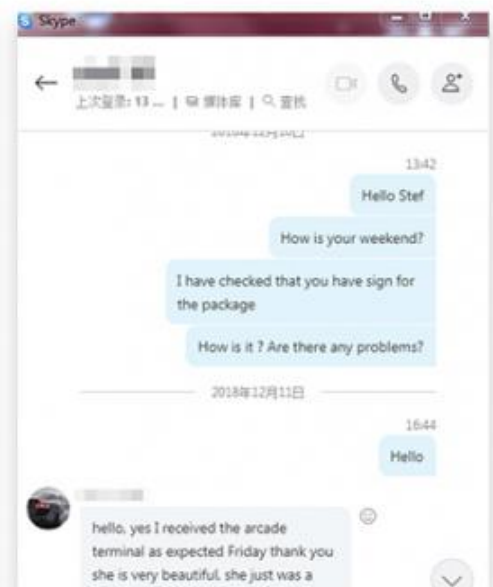 Skype
上次登录: 13 ... | 媒体库 | 查找
13:42
Hello Stef
How is your weekend?
I have checked that you have sign for
the package
How is it ? Are there any problems?
2018年12月11日
16:44
Hello
hello, yes I received the arcade
terminal as expected Friday thank you
she is very beautiful. she just was a